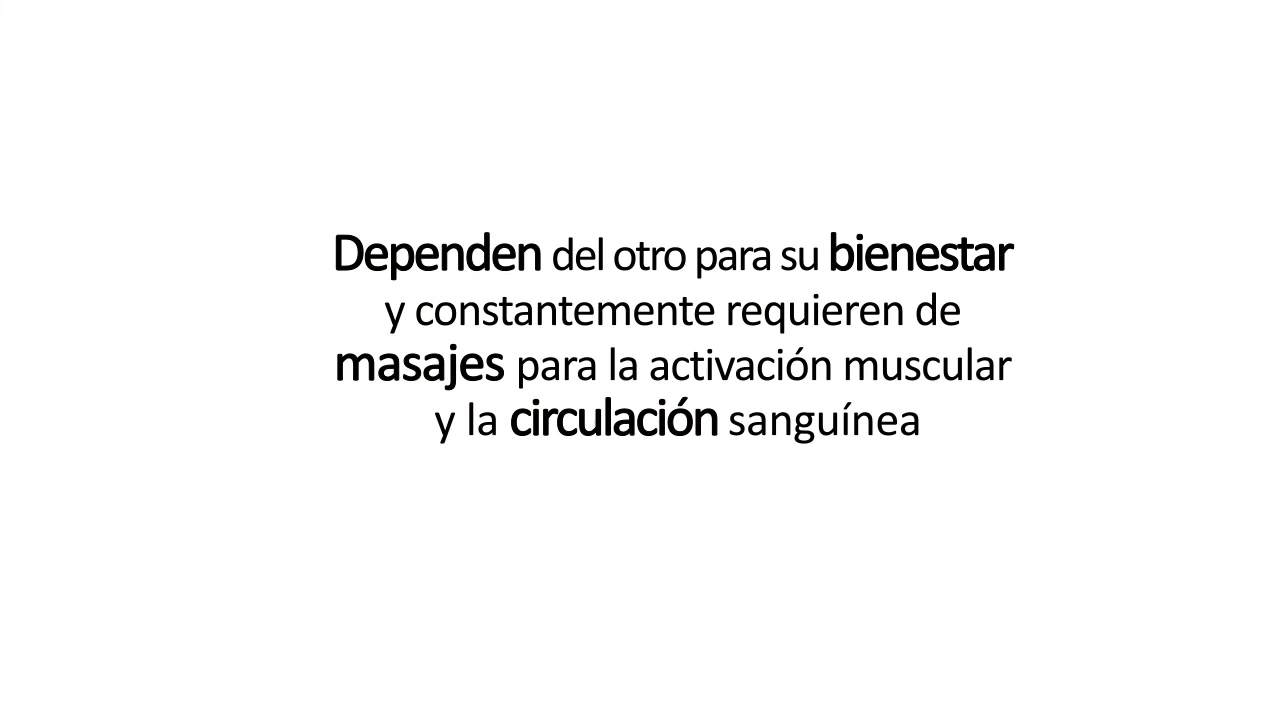 Dependen del otro para su bienestar
y constantemente requieren de
masajes para la activación muscular
y la circulación sanguínea